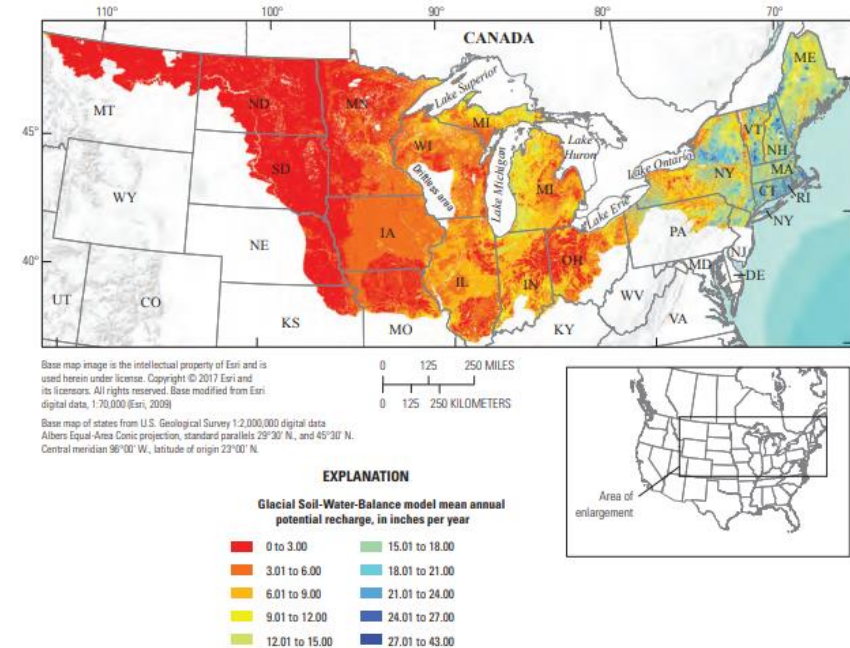 110°
100°
90°
80°
70°
CANADA
ME
Lake Superior
MT
ND
MN
MI
VT
45°
WI
Lake Huron
NH
Lake Ontario
NY
MA
SD
Driftless area
Lake Michigan
MI
CT
RI
WY
Lake Erie
NY
IA
PA
NE
NJ
40°
OH
MD
DE
IL
IN
UT
CO
WV
KS
MO
KY
VA
Base map image is the intellectual property of Esri and is
used herein under license. Copyright © 2017 Esri and
its licensors. All rights reserved. Base modified from Esri
digital data, 1:70,000 (Esri, 2009)
Base map of states from U.S. Geological Survey 1:2,000,000 digital data
Albers Equal-Area Conic projection, standard parallels 29°30' N., and 45°30' N.
Central meridian 96°00' W., latitude of origin 23°00' N.
0 125 250 MILES
0 125 250 KILOMETERS
Area of
enlargement
EXPLANATION
Glacial Soil-Water-Balance model mean annual
potential recharge, in inches per year
0 to 3.00
3.01 to 6.00
6.01 to 9.00
9.01 to 12.00
12.01 to 15.00
15.01 to 18.00
18.01 to 21.00
21.01 to 24.00
24.01 to 27.00
27.01 to 43.00